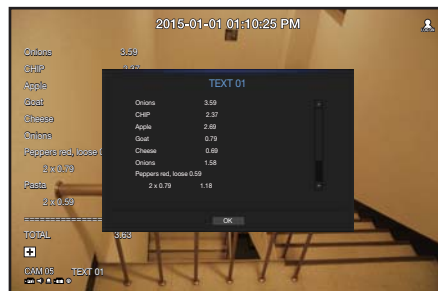 2015-01-01 01:10:25 PM
LOGON
Onions 3.59
CHIP
Apple
Goat
Cheese
Onions
Peppers red, loose
2 x 0.79
Pasta
2 x 0.59
====================
TOTAL 3.63
CAM 05 TEXT 01
TEXT 01
Onions 3.59
CHIP 2.37
Apple 2.69
Goat 0.79
Cheese 0.69
Onions 1.58
Peppers red, loose 0.59
2 x 0.79 1.18
OK